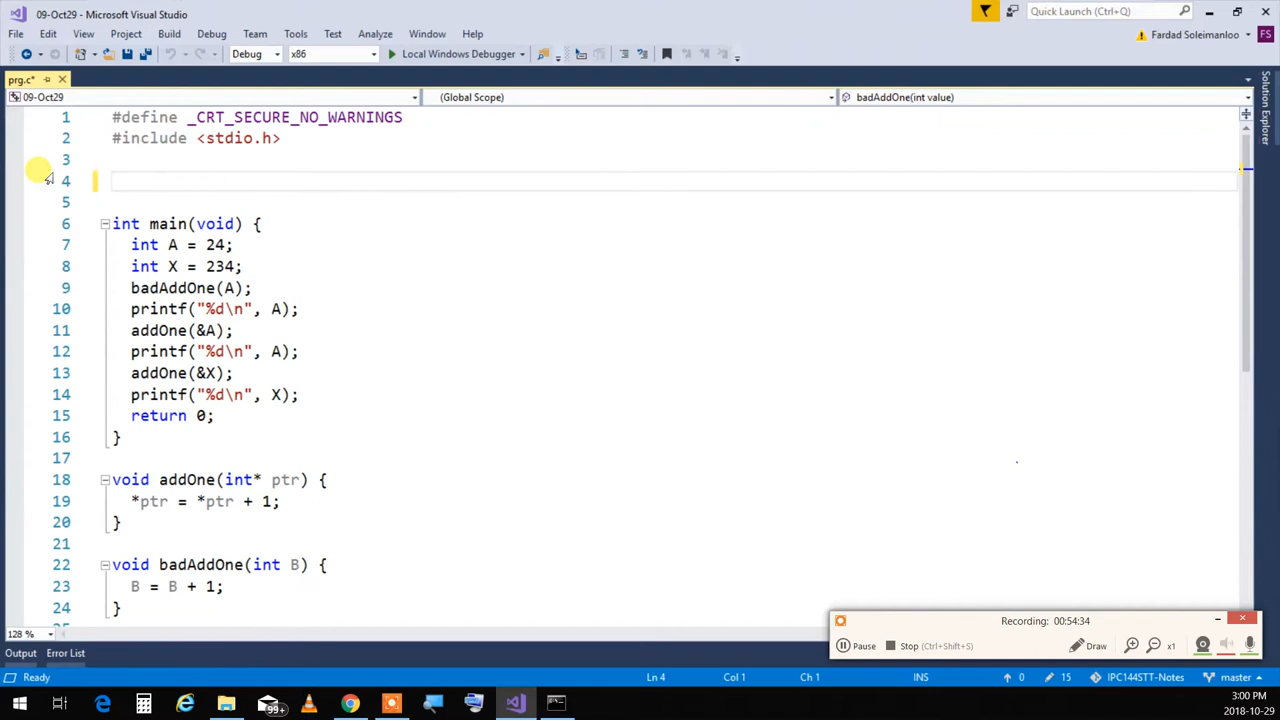 09-Oct29 - Microsoft Visual Studio
Quick Launch (Ctrl+Q)
File Edit View Project Build Debug Team Tools Test Analyze Window Help
Fardad Soleimanloo FS
Debug x86 Local Windows Debugger
prg.c*
09-Oct29 (Global Scope) badAddOne(int value)
Solution Explorer
1 #define _CRT_SECURE_NO_WARNINGS
2 #include <stdio.h>
3
4
5
6 int main(void) {
7 int A = 24;
8 int X = 234;
9 badAddOne(A);
10 printf("%d\n", A);
11 addOne(&A);
12 printf("%d\n", A);
13 addOne(&X);
14 printf("%d\n", X);
15 return 0;
16 }
17
18 void addOne(int* ptr) {
19 *ptr = *ptr + 1;
20 }
21
22 void badAddOne(int B) {
23 B = B + 1;
24 }
128 %
Recording: 00:54:34
Pause Stop (Ctrl+Shift+S) Draw x1
Output Error List
Ready Ln 4 Col 1 Ch 1 INS 0 15 IPC144STT-Notes master
99+
3:00 PM
2018-10-29